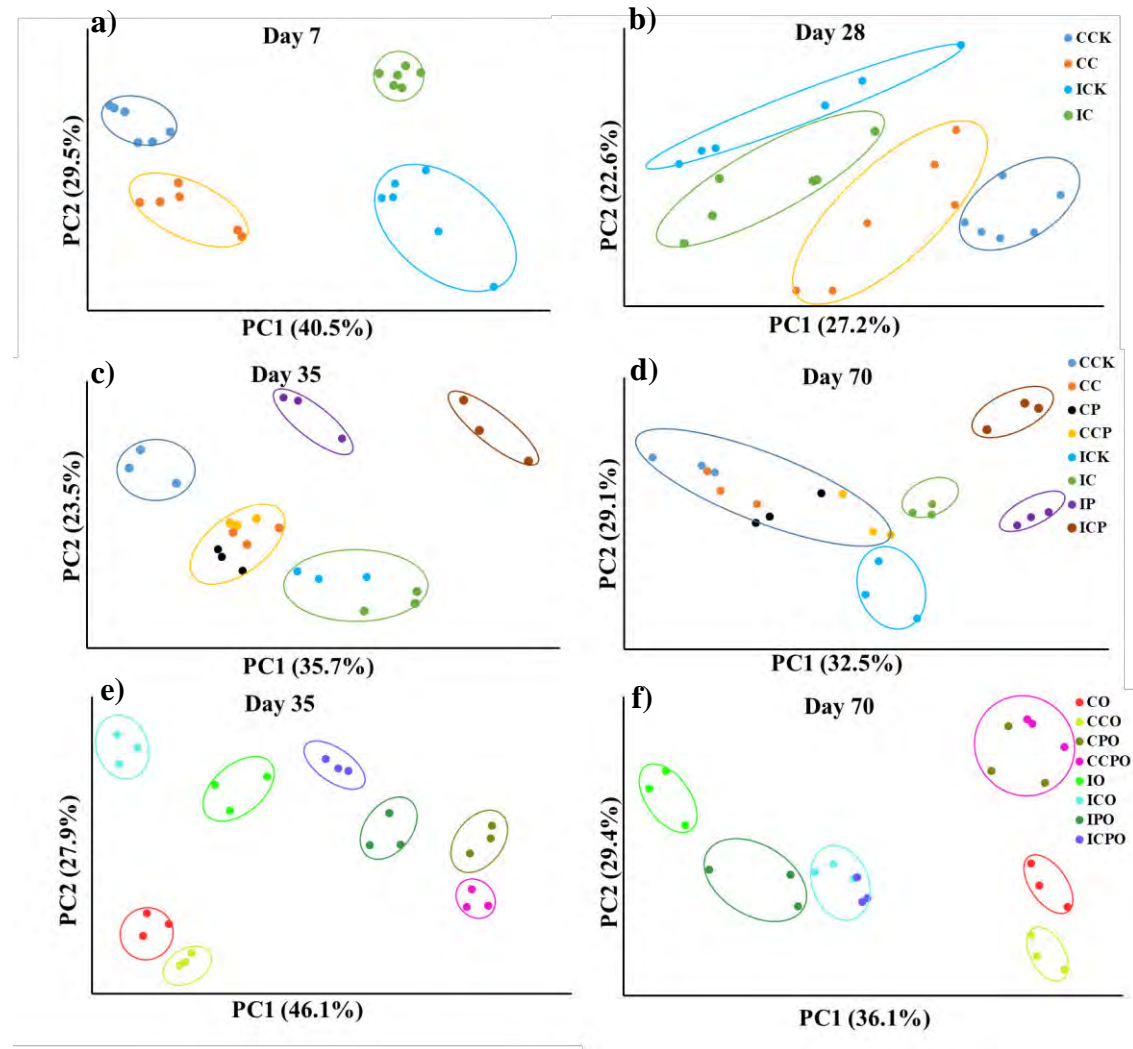 a)
Day 7
PC2 (29.5%)
PC1 (40.5%)
b)
Day 28
CCK
CC
ICK
IC
PC2 (22.6%)
PC1 (27.2%)
c)
Day 35
PC2 (23.5%)
PC1 (35.7%)
d)
Day 70
CCK
CC
CP
CCP
ICK
IC
IP
ICP
PC2 (29.1%)
PC1 (32.5%)
e)
Day 35
PC2 (27.9%)
PC1 (46.1%)
f)
Day 70
CO
CCO
CPO
CCPO
IO
ICO
IPO
ICPO
PC2 (29.4%)
PC1 (36.1%)